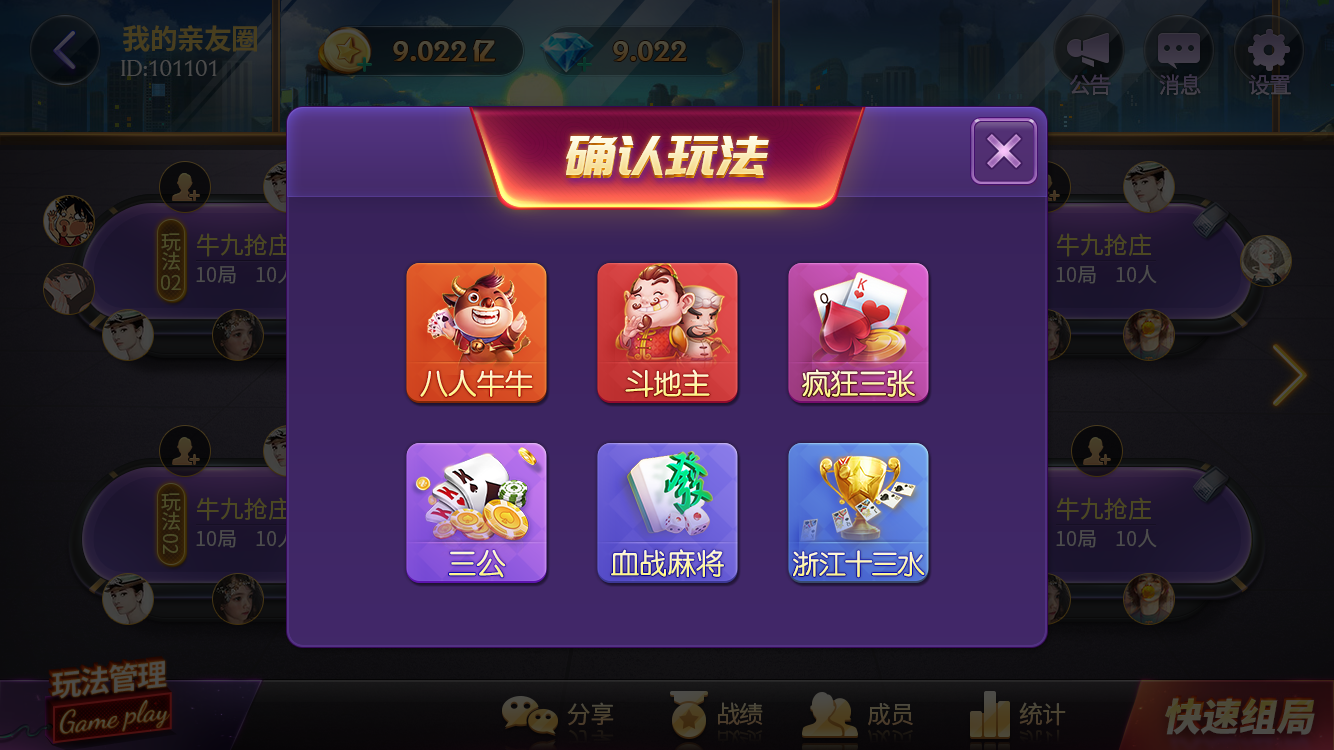 我的亲友圈
ID:101101
9.022亿
9.022
公告
消息
设置
确认玩法
玩法02
牛九抢庄
10局 10人
牛九抢庄
10局 10人
八人牛牛
斗地主
疯狂三张
三公
血战麻将
浙江十三水
玩法02
牛九抢庄
10局 10人
牛九抢庄
10局 10人
玩法管理
Game play
分享
战绩
成员
统计
快速组局